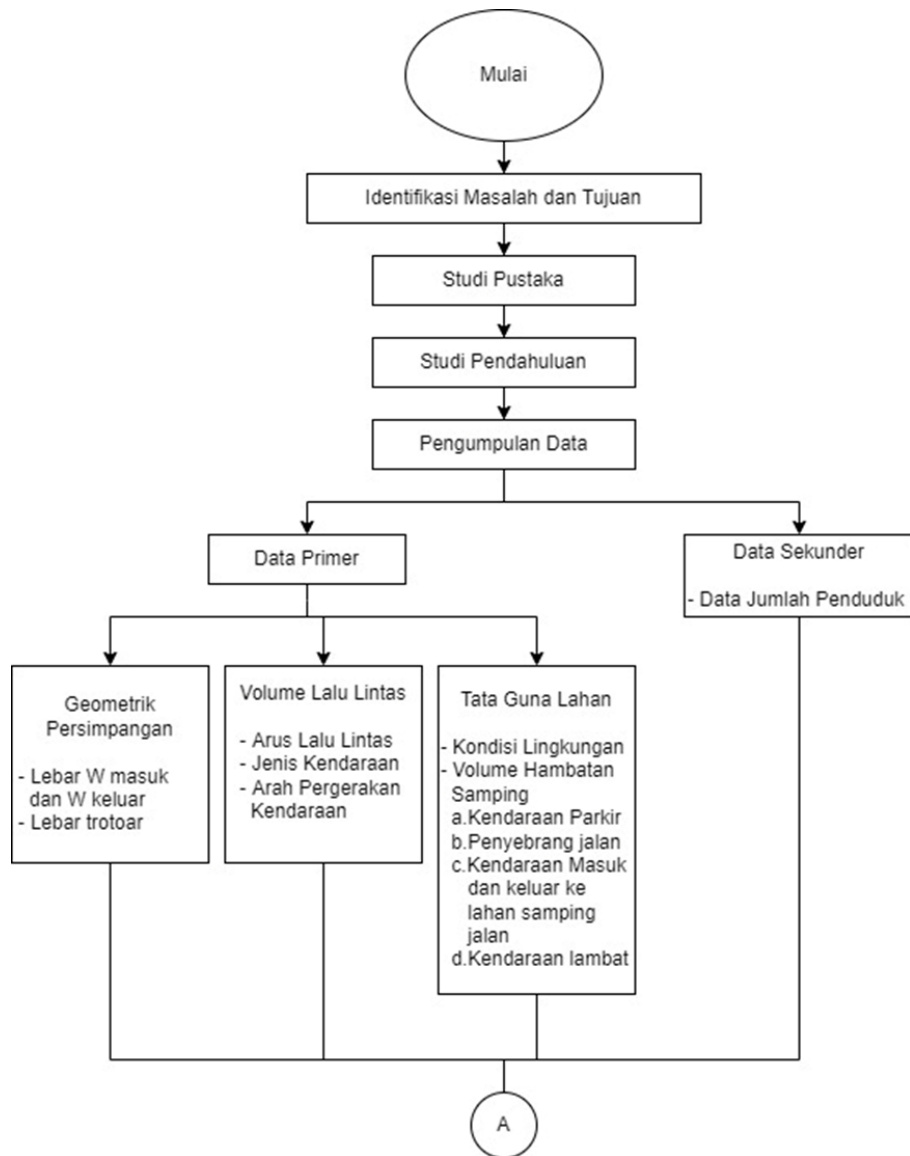 Mulai
Identifikasi Masalah dan Tujuan
Studi Pustaka
Studi Pendahuluan
Pengumpulan Data
Data Primer
Data Sekunder
- Data Jumlah Penduduk
Geometrik
Persimpangan
- Lebar W masuk
dan W keluar
- Lebar trotoar
Volume Lalu Lintas
- Arus Lalu Lintas
- Jenis Kendaraan
- Arah Pergerakan
Kendaraan
Tata Guna Lahan
- Kondisi Lingkungan
- Volume Hambatan
Samping
a.Kendaraan Parkir
b.Penyebrang jalan
c.Kendaraan Masuk
dan keluar ke
lahan samping
jalan
d.Kendaraan lambat
A